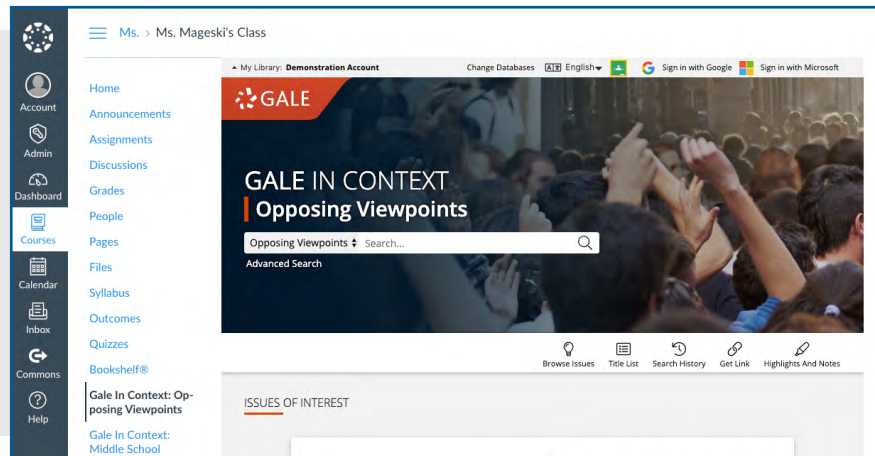 Ms. > Ms. Mageski's Class
Account
Admin
Dashboard
Courses
Calendar
Inbox
Commons
Help
Home
Announcements
Assignments
Discussions
Grades
People
Pages
Files
Syllabus
Outcomes
Quizzes
Bookshelf®
Gale In Context: Op-
posing Viewpoints
Gale In Context:
Middle School
My Library: Demonstration Account
Change Databases English Sign in with Google Sign in with Microsoft
GALE
GALE IN CONTEXT
Opposing Viewpoints
Opposing Viewpoints Search...
Advanced Search
Browse Issues Title List Search History Get Link Highlights And Notes
ISSUES OF INTEREST